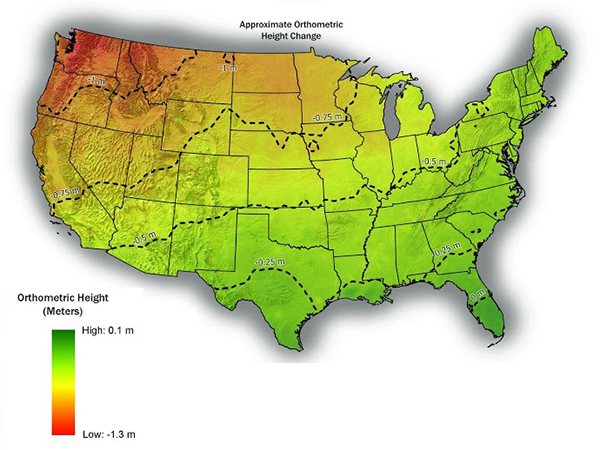 Approximate Orthometric
Height Change
-1 m
-1 m
-0.75 m
-0.75 m
-0.5 m
-0.5 m
-0.25 m
-0.25 m
0 m
Orthometric Height
(Meters)
High: 0.1 m
Low: -1.3 m